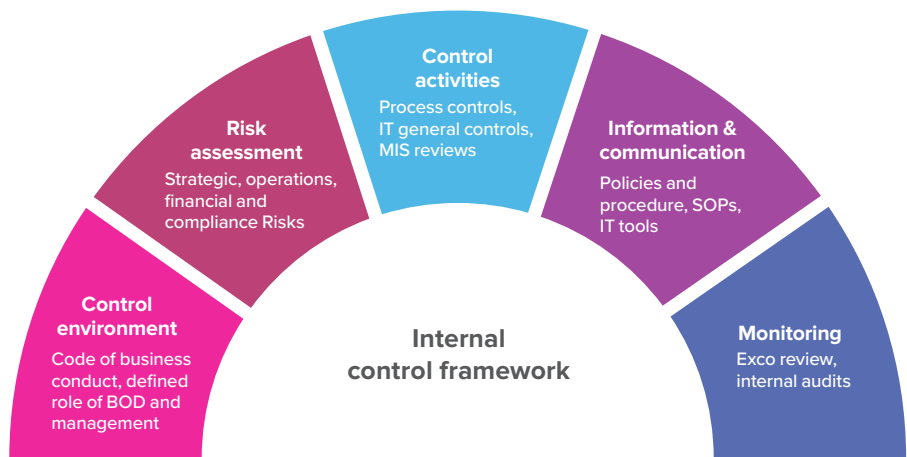 Control
environment
Code of business
conduct, defined
role of BOD and
management
Risk
assessment
Strategic, operations,
financial and
compliance Risks
Control
activities
Process controls,
IT general controls,
MIS reviews
Information &
communication
Policies and
procedure, SOPs,
IT tools
Monitoring
Exco review,
internal audits
Internal
control framework